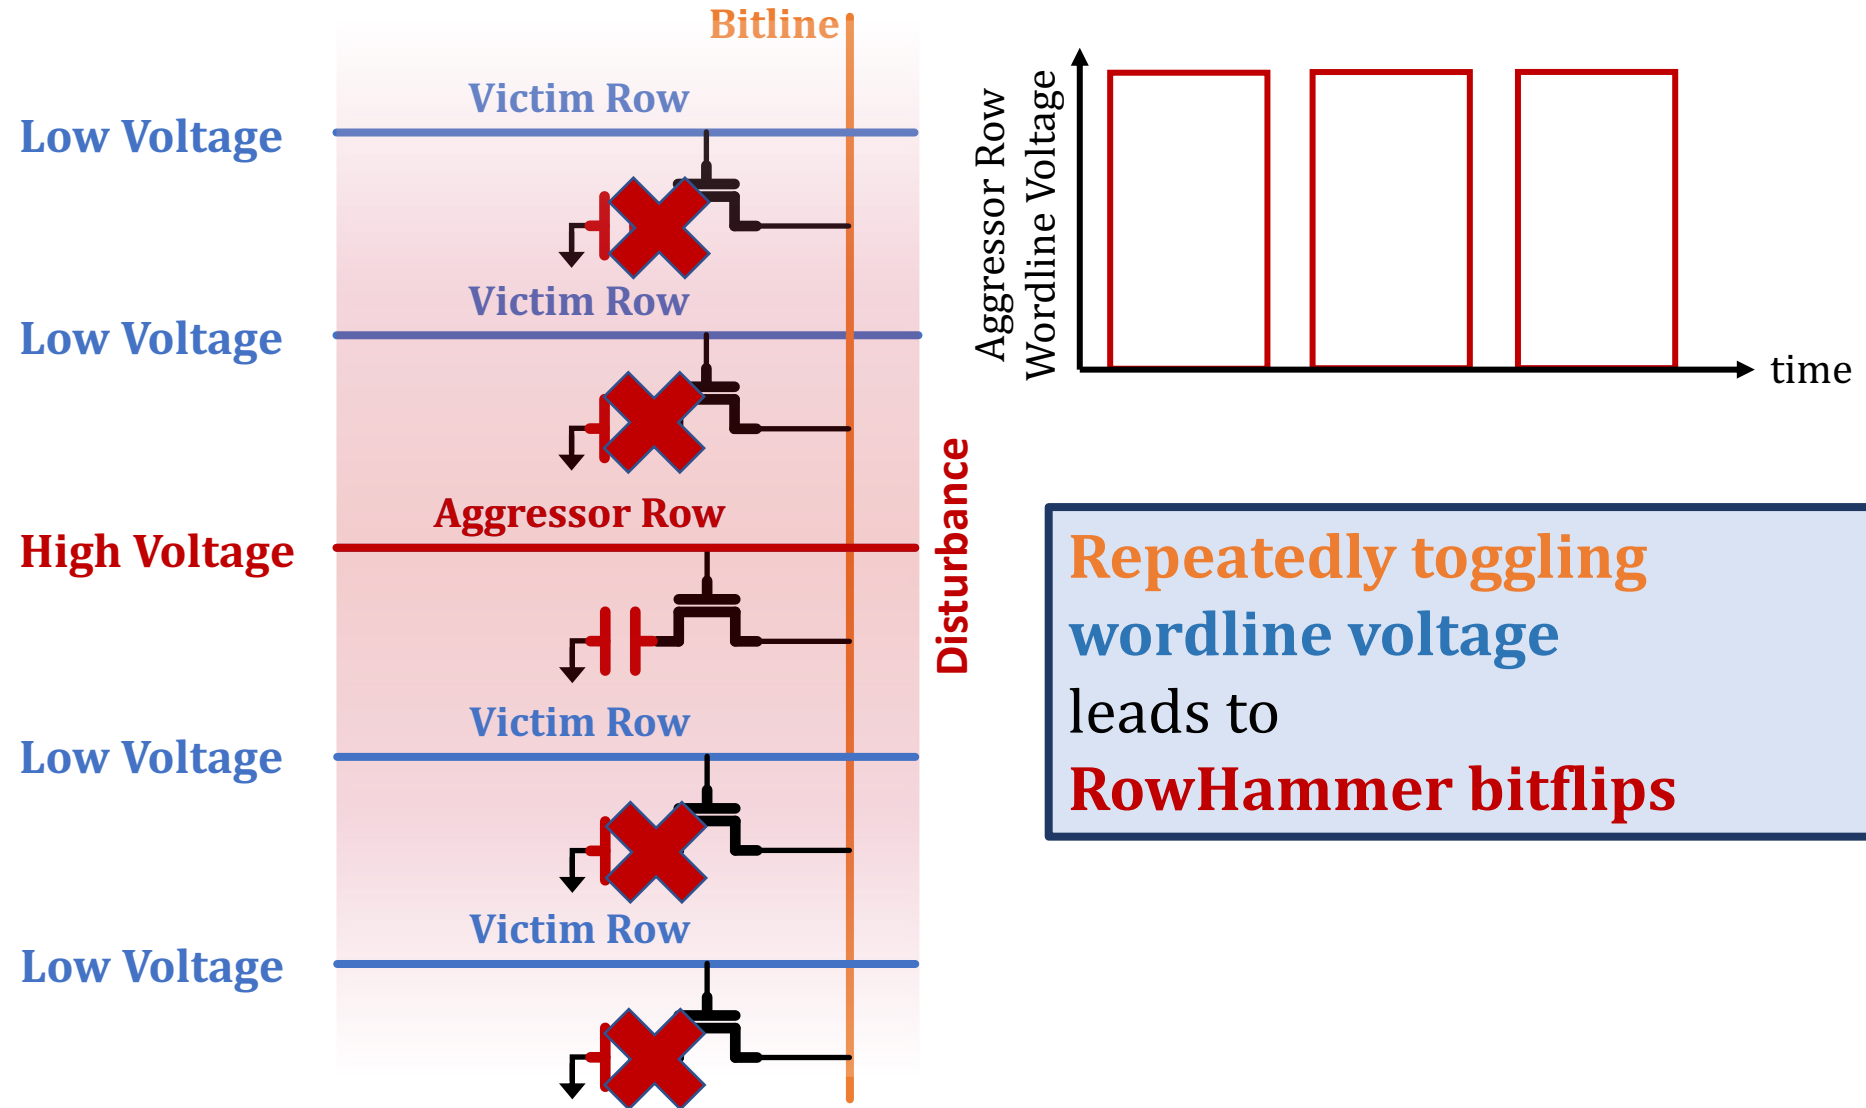 Bitline
Victim Row
Low Voltage
Victim Row
Low Voltage
Aggressor Row
High Voltage
Victim Row
Low Voltage
Victim Row
Low Voltage
Disturbance
Aggressor Row
Wordline Voltage
time
Repeatedly toggling
wordline voltage
leads to
RowHammer bitflips